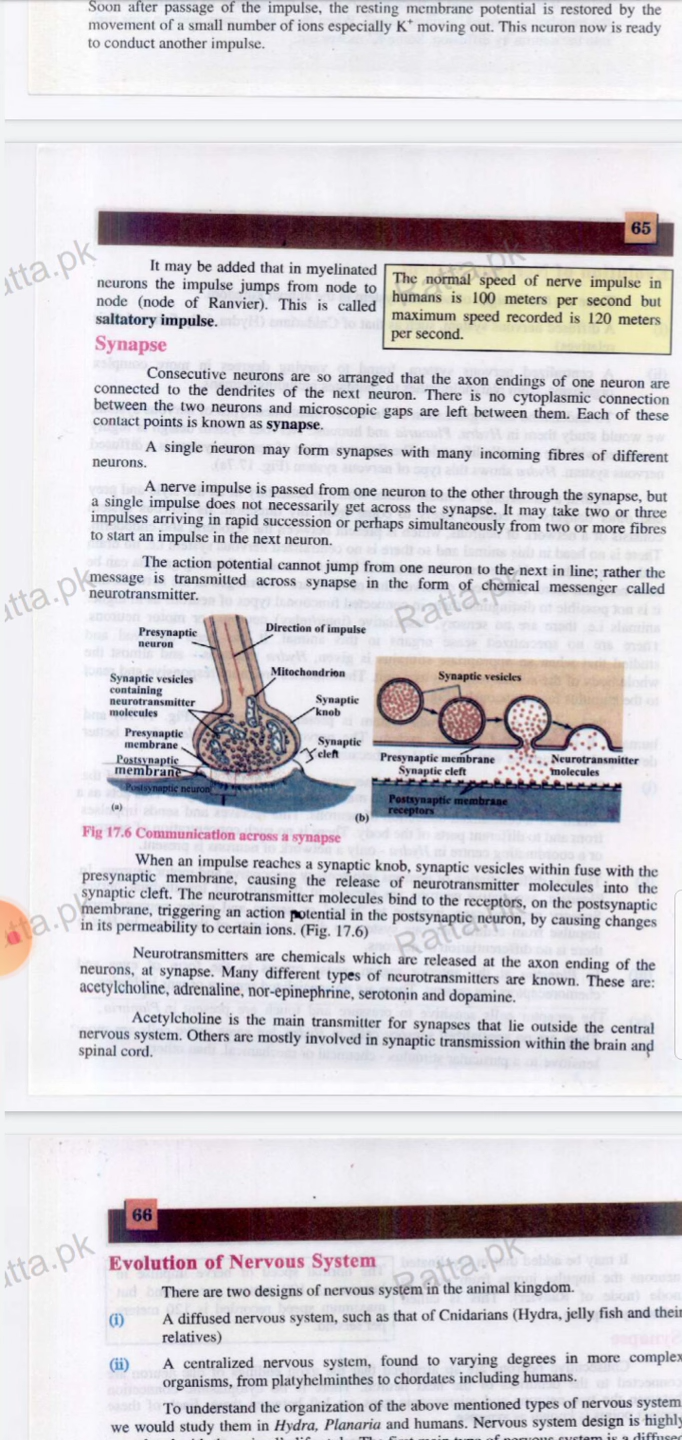 Soon after passage of the impulse, the resting membrane potential is restored by the
movement of a small number of ions especially K⁺ moving out. This neuron now is ready
to conduct another impulse.
65
It may be added that in myelinated
neurons the impulse jumps from node to
node (node of Ranvier). This is called
saltatory impulse.
The normal speed of nerve impulse in
humans is 100 meters per second but
maximum speed recorded is 120 meters
per second.
Synapse
Consecutive neurons are so arranged that the axon endings of one neuron are
connected to the dendrites of the next neuron. There is no cytoplasmic connection
between the two neurons and microscopic gaps are left between them. Each of these
contact points is known as synapse.
A single neuron may form synapses with many incoming fibres of different
neurons.
A nerve impulse is passed from one neuron to the other through the synapse, but
a single impulse does not necessarily get across the synapse. It may take two or three
impulses arriving in rapid succession or perhaps simultaneously from two or more fibres
to start an impulse in the next neuron.
The action potential cannot jump from one neuron to the next in line; rather the
message is transmitted across synapse in the form of chemical messenger called
neurotransmitter.
Presynaptic
neuron
Direction of impulse
Synaptic vesicles
containing
neurotransmitter
molecules
Mitochondrion
Synaptic
knob
Presynaptic
membrane
Synaptic
cleft
Postsynaptic
membrane
Postsynaptic neuron
(a)
Synaptic vesicles
Presynaptic membrane
Synaptic cleft
Neurotransmitter
molecules
Postsynaptic membrane
receptors
(b)
Fig 17.6 Communication across a synapse
When an impulse reaches a synaptic knob, synaptic vesicles within fuse with the
presynaptic membrane, causing the release of neurotransmitter molecules into the
synaptic cleft. The neurotransmitter molecules bind to the receptors, on the postsynaptic
membrane, triggering an action potential in the postsynaptic neuron, by causing changes
in its permeability to certain ions. (Fig. 17.6)
Neurotransmitters are chemicals which are released at the axon ending of the
neurons, at synapse. Many different types of neurotransmitters are known. These are:
acetylcholine, adrenaline, nor-epinephrine, serotonin and dopamine.
Acetylcholine is the main transmitter for synapses that lie outside the central
nervous system. Others are mostly involved in synaptic transmission within the brain and
spinal cord.
66
Evolution of Nervous System
There are two designs of nervous system in the animal kingdom.
(i) A diffused nervous system, such as that of Cnidarians (Hydra, jelly fish and their
relatives)
(ii) A centralized nervous system, found to varying degrees in more complex
organisms, from platyhelminthes to chordates including humans.
To understand the organization of the above mentioned types of nervous system
we would study them in Hydra, Planaria and humans. Nervous system design is highly
Ratta.pk
Ratta.pk
Ratta.pk
Ratta.pk